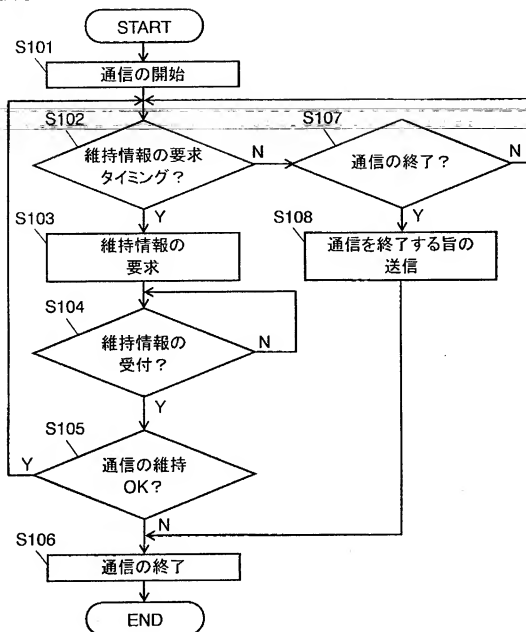 START
S101
通信の開始
S102
維持情報の要求
タイミング?
N
Y
S107
通信の終了?
N
Y
S103
維持情報の
要求
S108
通信を終了する旨の
送信
S104
維持情報の
受付?
N
Y
S105
通信の維持
OK?
Y
N
S106
通信の終了
END